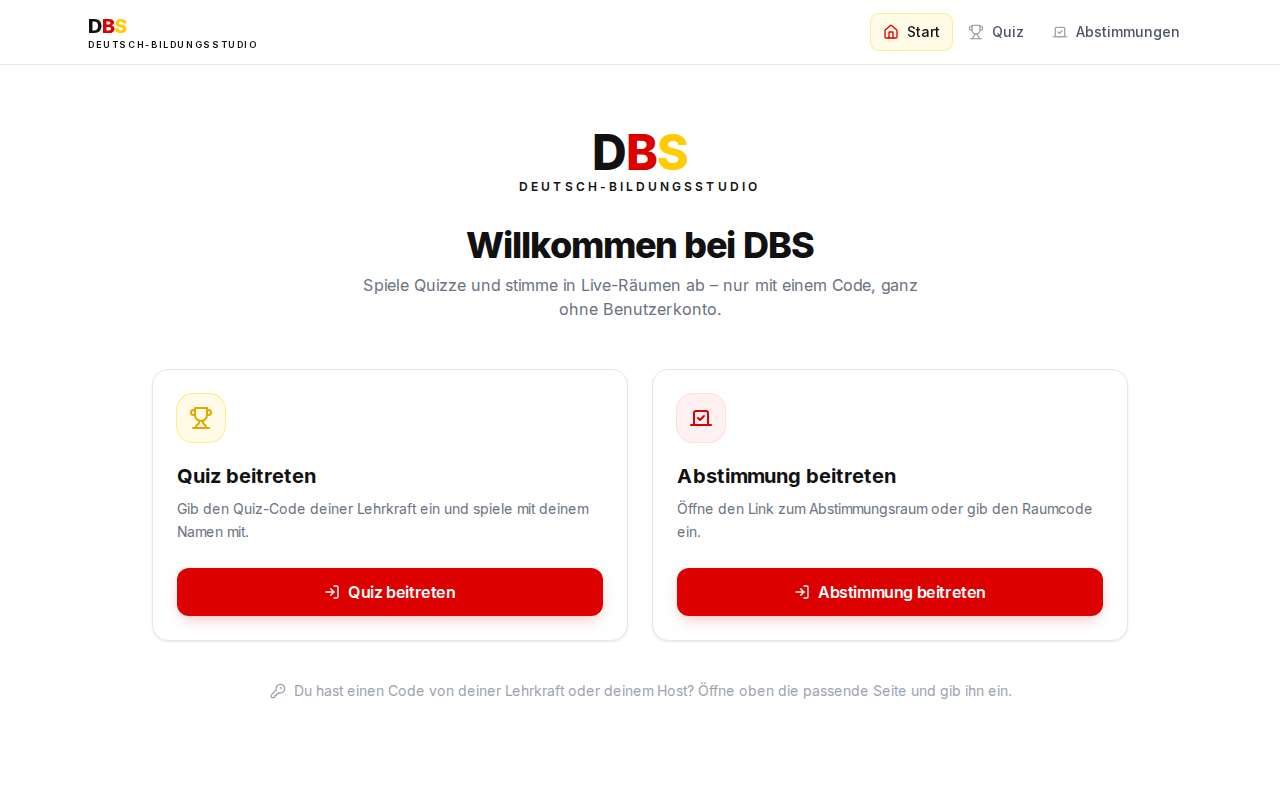 DBS
DEUTSCH-BILDUNGSSTUDIO
Start
Quiz
Abstimmungen
DBS
DEUTSCH-BILDUNGSSTUDIO
Willkommen bei DBS
Spiele Quizze und stimme in Live-Räumen ab – nur mit einem Code, ganz
ohne Benutzerkonto.
Quiz beitreten
Gib den Quiz-Code deiner Lehrkraft ein und spiele mit deinem
Namen mit.
Quiz beitreten
Abstimmung beitreten
Öffne den Link zum Abstimmungsraum oder gib den Raumcode
ein.
Abstimmung beitreten
Du hast einen Code von deiner Lehrkraft oder deinem Host? Öffne oben die passende Seite und gib ihn ein.